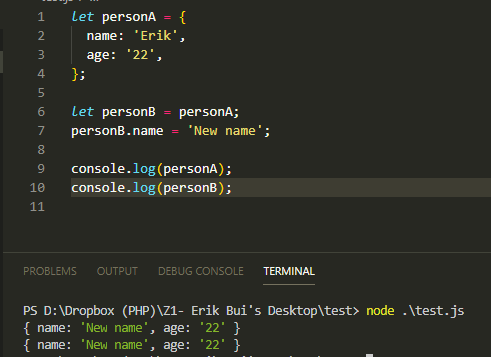 1 let personA = {
2   name: 'Erik',
3   age: '22',
4 };
5
6 let personB = personA;
7 personB.name = 'New name';
8
9 console.log(personA);
10 console.log(personB);
11
PROBLEMS OUTPUT DEBUG CONSOLE TERMINAL
PS D:\Dropbox (PHP)\Z1- Erik Bui's Desktop\test> node .\test.js
{ name: 'New name', age: '22' }
{ name: 'New name', age: '22' }